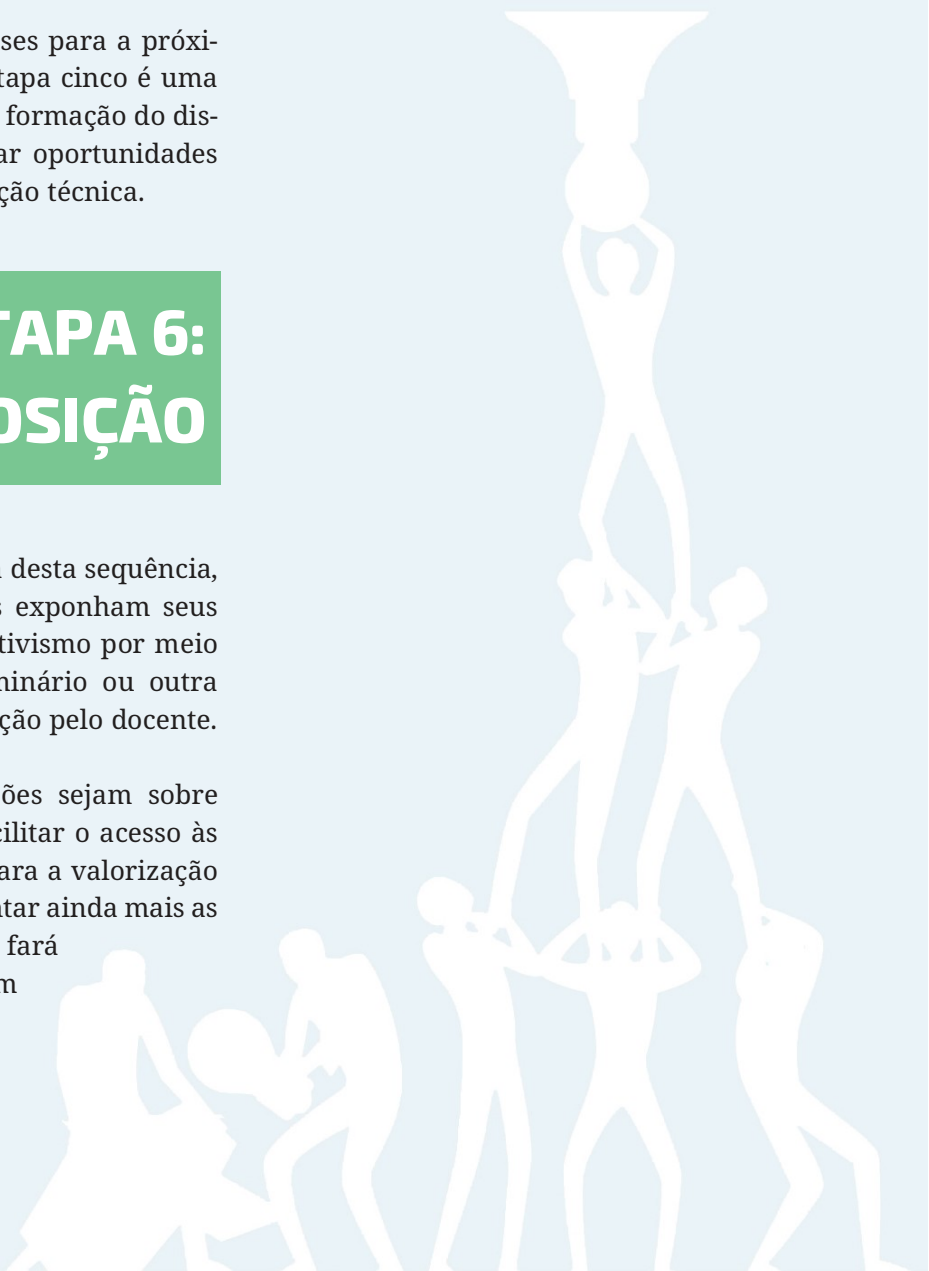 ses para a próxi-
tapa cinco é uma
formação do dis-
ar oportunidades
ção técnica.
TAPA 6:
OSIÇÃO
desta sequência,
s exponham seus
tivismo por meio
minário ou outra
ção pelo docente.
ões sejam sobre
cilitar o acesso às
ara a valorização
ntar ainda mais as
fará
m